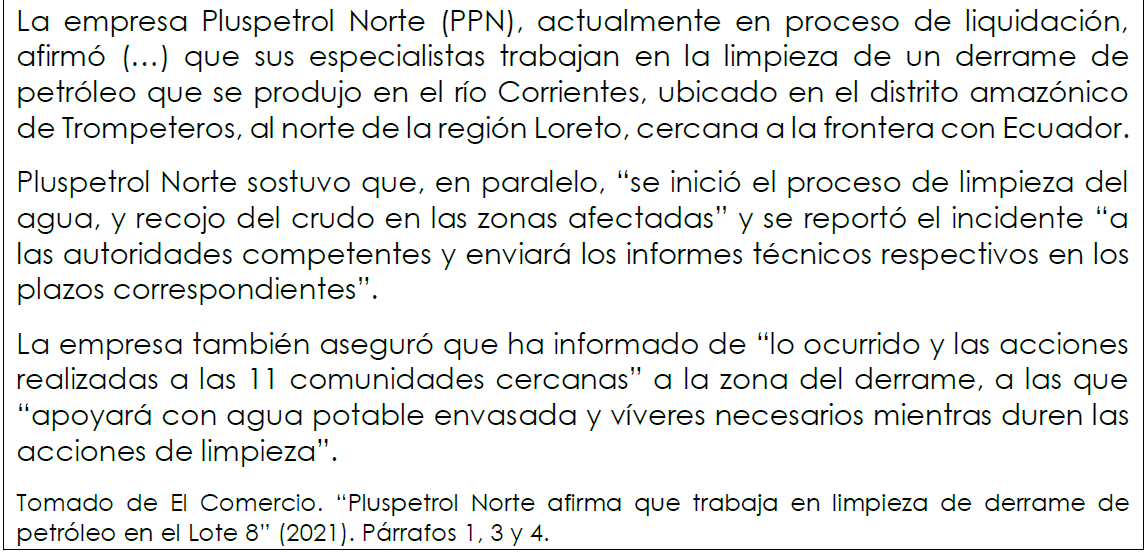 La empresa Pluspetrol Norte (PPN), actualmente en proceso de liquidación,
afirmó (…) que sus especialistas trabajan en la limpieza de un derrame de
petróleo que se produjo en el río Corrientes, ubicado en el distrito amazónico
de Trompeteros, al norte de la región Loreto, cercana a la frontera con Ecuador.
Pluspetrol Norte sostuvo que, en paralelo, “se inició el proceso de limpieza del
agua, y recojo del crudo en las zonas afectadas” y se reportó el incidente “a
las autoridades competentes y enviará los informes técnicos respectivos en los
plazos correspondientes”.
La empresa también aseguró que ha informado de “lo ocurrido y las acciones
realizadas a las 11 comunidades cercanas” a la zona del derrame, a las que
“apoyará con agua potable envasada y víveres necesarios mientras duren las
acciones de limpieza”.
Tomado de El Comercio. “Pluspetrol Norte afirma que trabaja en limpieza de derrame de
petróleo en el Lote 8” (2021). Párrafos 1, 3 y 4.